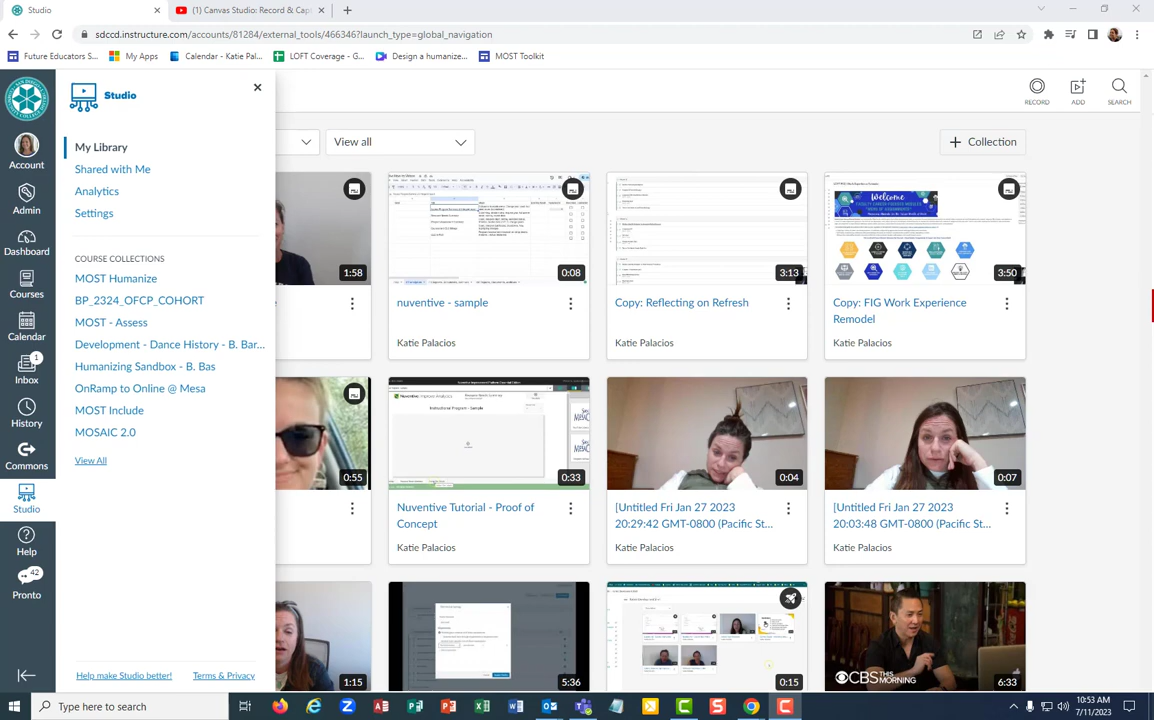 Studio
(1) Canvas Studio: Record & Cap
sdccd.instructure.com/accounts/81284/external_tools/466346?launch_type=global_navigation
Future Educators S...
My Apps
Calendar - Katie Pal...
LOFT Coverage - G...
Design a humanize...
MOST Toolkit
Studio
My Library
Shared with Me
Analytics
Settings
COURSE COLLECTIONS
MOST Humanize
BP_2324_OFCP_COHORT
MOST - Assess
Development - Dance History - B. Bar...
Humanizing Sandbox - B. Bas
OnRamp to Online @ Mesa
MOST Include
MOSAIC 2.0
View All
Help make Studio better!
Terms & Privacy
Account
Admin
Dashboard
Courses
Calendar
1
Inbox
History
Commons
Studio
Help
42
Pronto
RECORD
ADD
SEARCH
View all
Collection
1:58
0:08
3:13
3:50
nuventive - sample
Katie Palacios
Copy: Reflecting on Refresh
Katie Palacios
Copy: FIG Work Experience
Remodel
Katie Palacios
Welcome
Instructional Program - Sample
0:55
0:33
0:04
0:07
Nuventive Tutorial - Proof of
Concept
Katie Palacios
[Untitled Fri Jan 27 2023
20:29:42 GMT-0800 (Pacific St...
Katie Palacios
[Untitled Fri Jan 27 2023
20:03:48 GMT-0800 (Pacific St...
Katie Palacios
1:15
5:36
0:15
CBS THIS MORNING
6:33
Type here to search
10:53 AM
7/11/2023